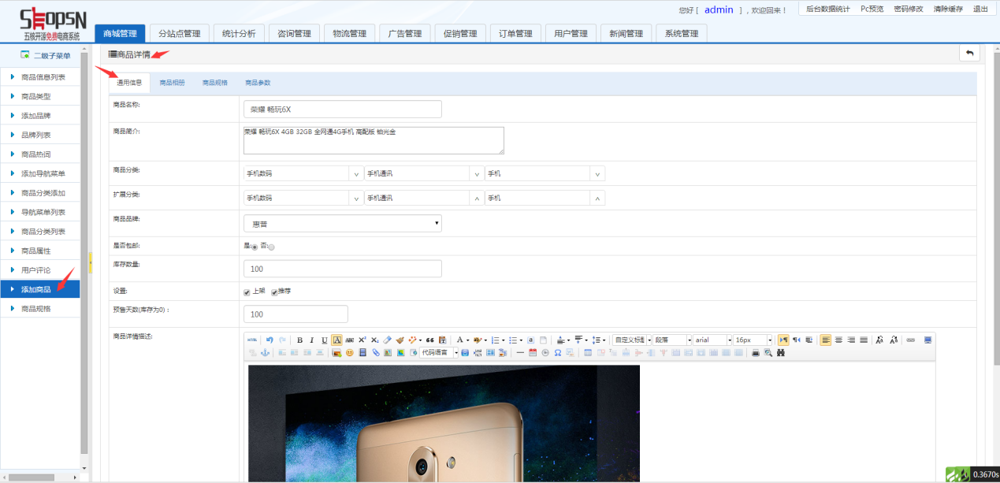 SHOPSN
五核开源免费电商系统
您好 [ admin ] , 欢迎回来！
后台数据统计 Pc预览 密码修改 清除缓存 退出
商城管理 分站点管理 统计分析 咨询管理 物流管理 广告管理 促销管理 订单管理 用户管理 新闻管理 系统管理
二级子菜单
商品信息列表
商品类型
添加品牌
品牌列表
商品热词
添加导航菜单
商品分类添加
导航菜单列表
商品分类列表
商品属性
用户评论
添加商品
商品规格
商品详情
通用信息 商品相册 商品规格 商品参数
商品名称: 荣耀 畅玩6X
商品简介: 荣耀 畅玩6X 4GB 32GB 全网通4G手机 高配版 铂光金
商品分类: 手机数码 手机通讯 手机
扩展分类: 手机数码 手机通讯 手机
商品品牌: 惠普
是否包邮: 是: 否:
库存数量: 100
设置: 上架 推荐
预售天数(库存为0)： 100
商品详情描述:
HTML B I U A ABC X² X₂ A 自定义标题 段落 arial 16px
代码语言
0.3670s